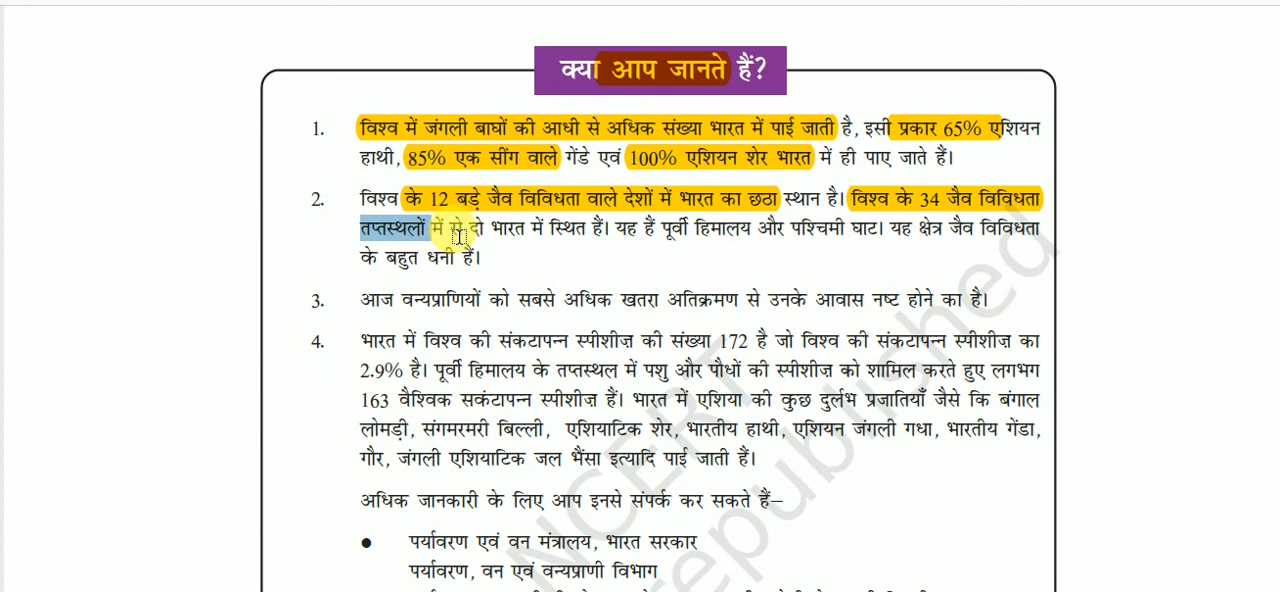 क्या आप जानते हैं?
1. विश्व में जंगली बाघों की आधी से अधिक संख्या भारत में पाई जाती है, इसी प्रकार 65% एशियन
हाथी, 85% एक सींग वाले गेंडे एवं 100% एशियन शेर भारत में ही पाए जाते हैं।
2. विश्व के 12 बड़े जैव विविधता वाले देशों में भारत का छठा स्थान है। विश्व के 34 जैव विविधता
तप्तस्थलों में से दो भारत में स्थित हैं। यह हैं पूर्वी हिमालय और पश्चिमी घाट। यह क्षेत्र जैव विविधता
के बहुत धनी हैं।
3. आज वन्यप्राणियों को सबसे अधिक खतरा अतिक्रमण से उनके आवास नष्ट होने का है।
4. भारत में विश्व की संकटापन्न स्पीशीज़ की संख्या 172 है जो विश्व की संकटापन्न स्पीशीज़ का
2.9% है। पूर्वी हिमालय के तप्तस्थल में पशु और पौधों की स्पीशीज़ को शामिल करते हुए लगभग
163 वैश्विक सकंटापन्न स्पीशीज़ हैं। भारत में एशिया की कुछ दुर्लभ प्रजातियाँ जैसे कि बंगाल
लोमड़ी, संगमरमरी बिल्ली, एशियाटिक शेर, भारतीय हाथी, एशियन जंगली गधा, भारतीय गेंडा,
गौर, जंगली एशियाटिक जल भैंसा इत्यादि पाई जाती हैं।
अधिक जानकारी के लिए आप इनसे संपर्क कर सकते हैं–
● पर्यावरण एवं वन मंत्रालय, भारत सरकार
पर्यावरण, वन एवं वन्यप्राणी विभाग
NCERT
republished